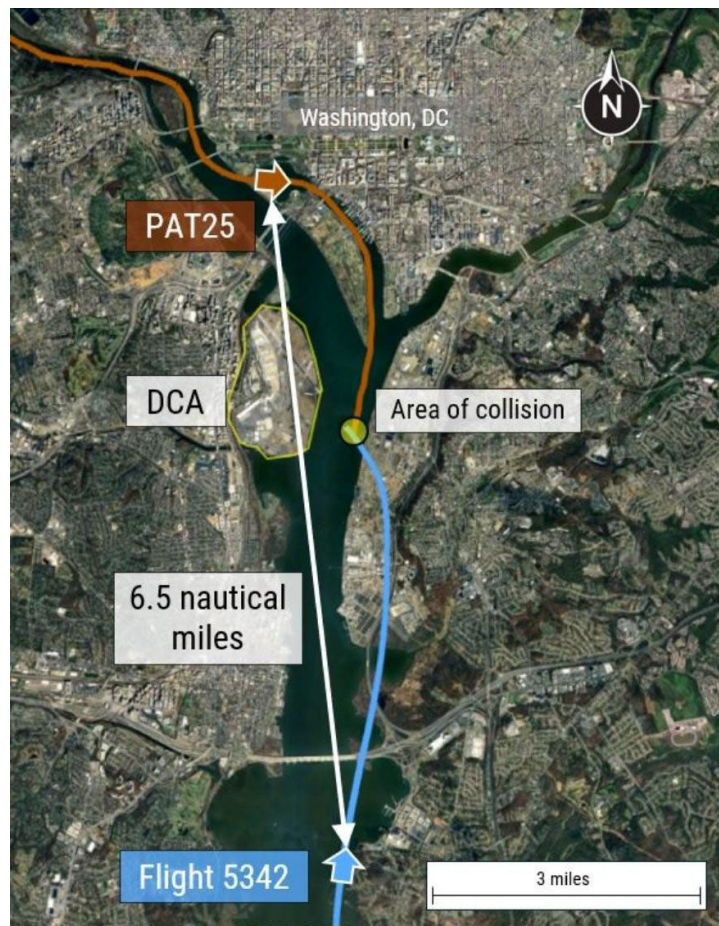 Washington, DC
N
PAT25
DCA
Area of collision
6.5 nautical
miles
Flight 5342
3 miles